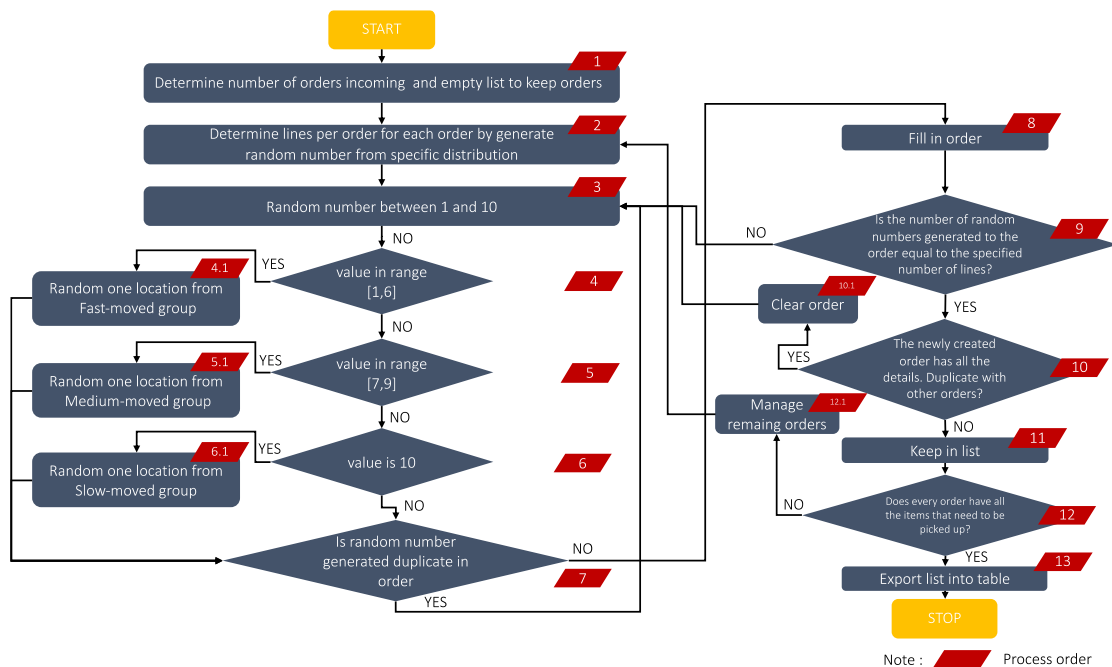 START
1
Determine number of orders incoming and empty list to keep orders
2
Determine lines per order for each order by generate
random number from specific distribution
3
Random number between 1 and 10
NO
4
value in range
[1,6]
YES
4.1
Random one location from
Fast-moved group
NO
5
value in range
[7,9]
YES
5.1
Random one location from
Medium-moved group
NO
6
value is 10
YES
6.1
Random one location from
Slow-moved group
NO
Is random number
generated duplicate in
order
7
YES
NO
8
Fill in order
9
Is the number of random
numbers generated to the
order equal to the specified
number of lines?
NO
YES
10
The newly created
order has all the
details. Duplicate with
other orders?
YES
10.1
Clear order
NO
11
Keep in list
12
Does every order have all
the items that need to be
picked up?
NO
12.1
Manage
remaing orders
YES
13
Export list into table
STOP
Note :
Process order